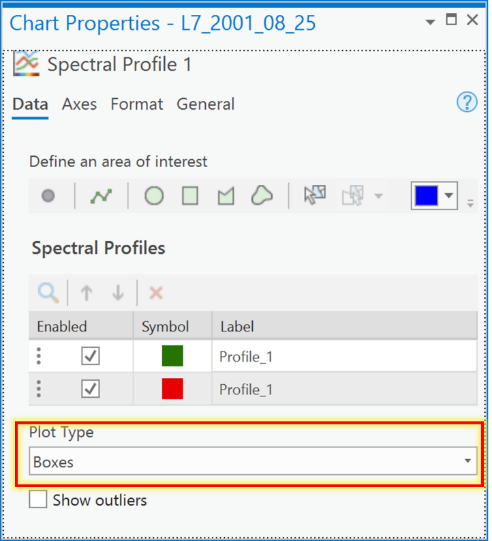 Chart Properties - L7_2001_08_25
Spectral Profile 1
Data Axes Format General
Define an area of interest
Spectral Profiles
Enabled Symbol Label
Profile_1
Profile_1
Plot Type
Boxes
Show outliers